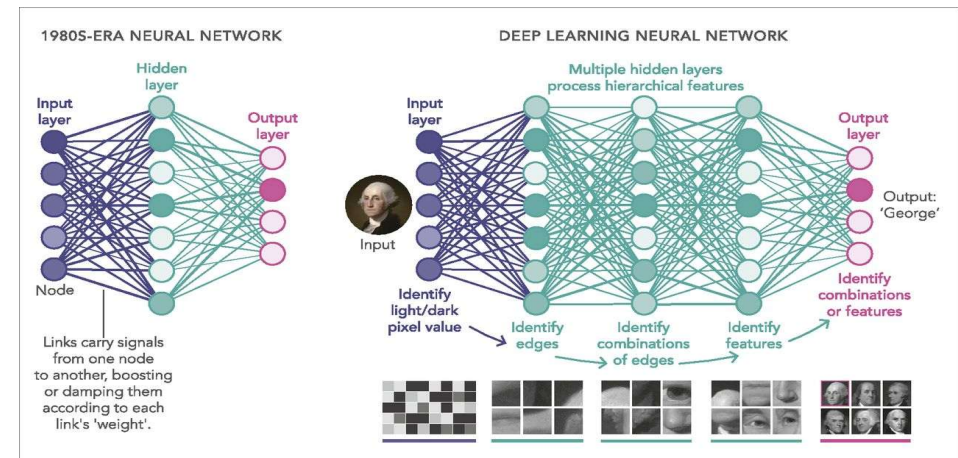 1980S-ERA NEURAL NETWORK
Hidden
layer
Input
layer
Output
layer
Node
Links carry signals
from one node
to another, boosting
or damping them
according to each
link's 'weight'.
DEEP LEARNING NEURAL NETWORK
Multiple hidden layers
process hierarchical features
Input
layer
Output
layer
Input
Output:
'George'
Identify
light/dark
pixel value
Identify
edges
Identify
combinations
of edges
Identify
features
Identify
combinations
or features